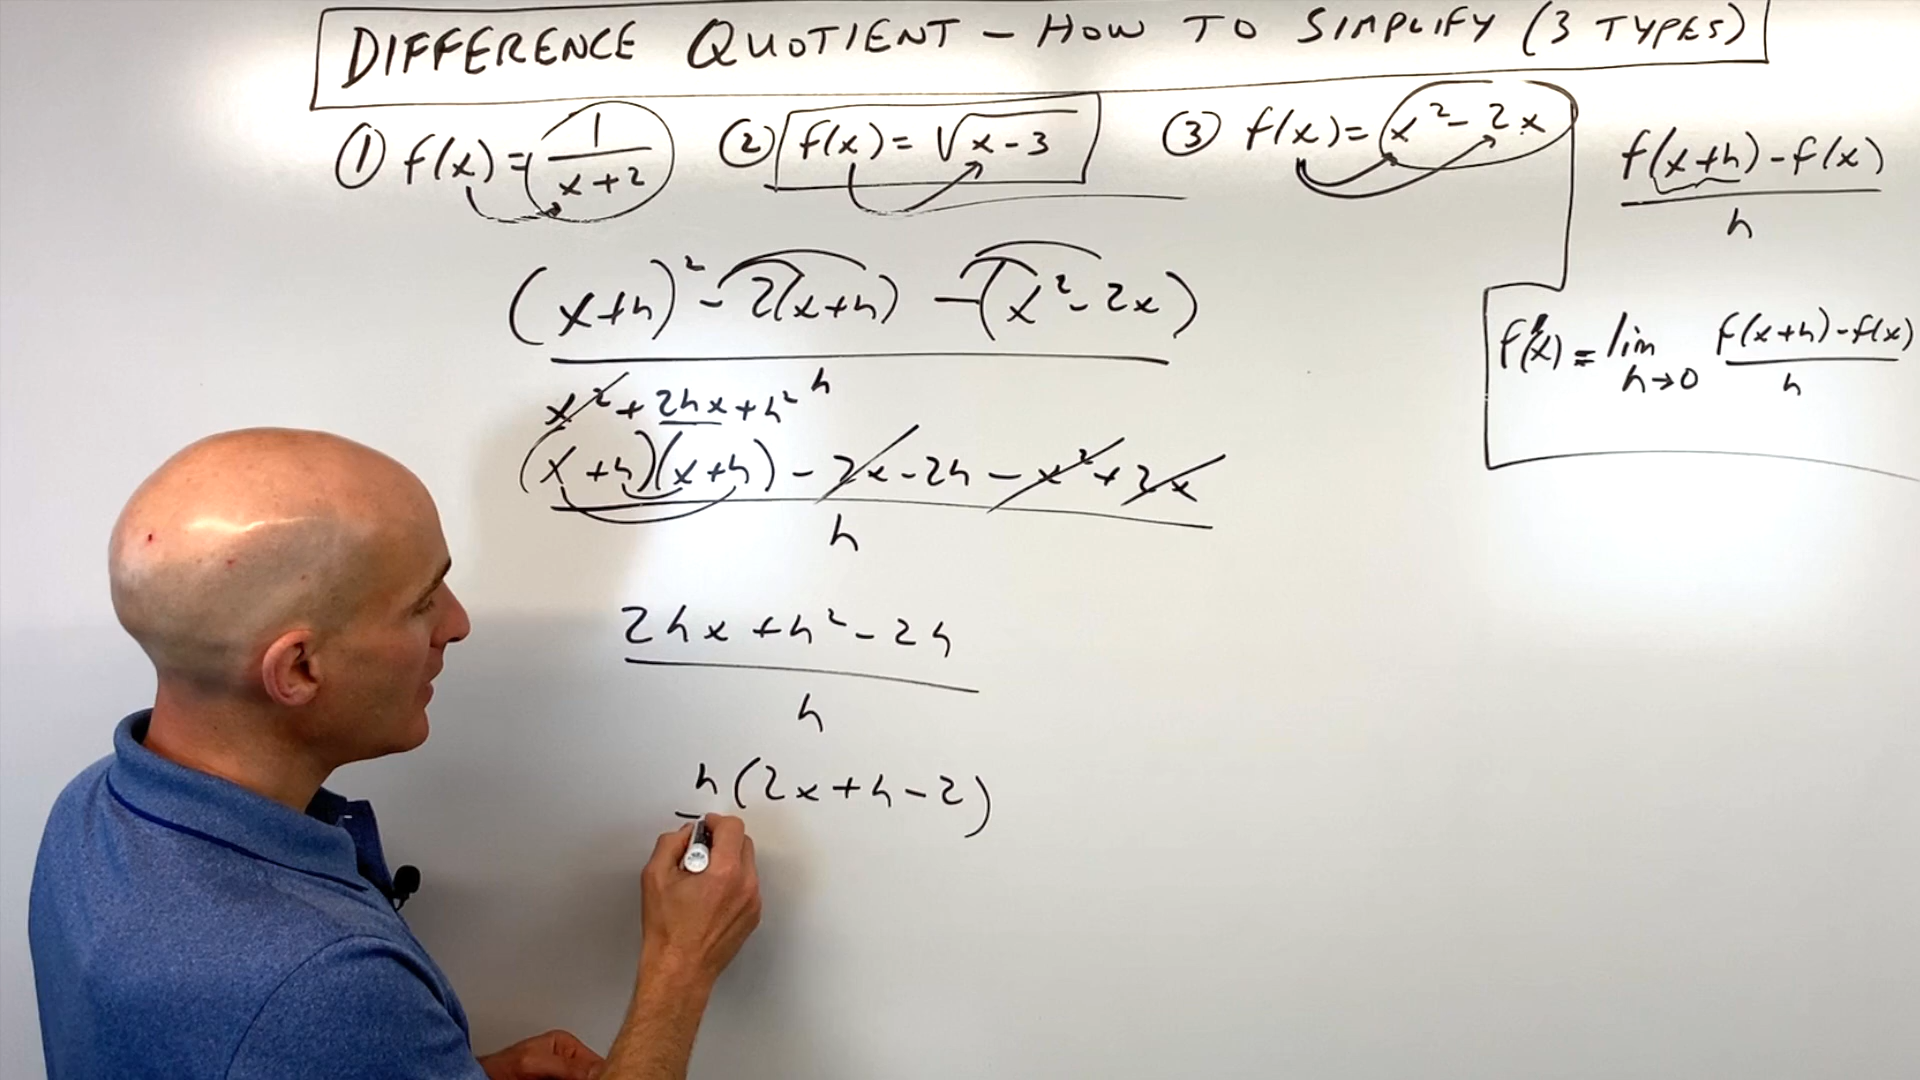 DIFFERENCE QUOTIENT – HOW TO SIMPLIFY (3 TYPES)
① f(x) = 1/(x+2) ② f(x) = √(x-3) ③ f(x) = x² - 2x
(f(x+h) - f(x))/h
((x+h)² - 2(x+h) - (x² - 2x))/h
f'(x) = lim h→0 (f(x+h) - f(x))/h
x² + 2hx + h²
((x+h)(x+h) - 2x - 2h - x² + 2x)/h
(2hx + h² - 2h)/h
h(2x + h - 2)